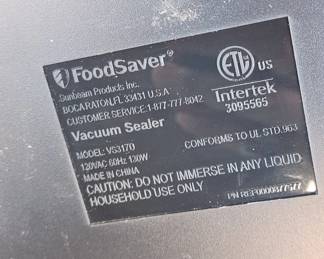 FoodSaver®
Sunbeam Products Inc.
BOCA RATON, FL 33431 U.S.A
CUSTOMER SERVICE: 1-877-777-8042
Vacuum Sealer
MODEL: VS3170
120VAC 60Hz 130W
MADE IN CHINA
CONFORMS TO UL STD.963
CAUTION: DO NOT IMMERSE IN ANY LIQUID
HOUSEHOLD USE ONLY
ETL
US
Intertek
3095565